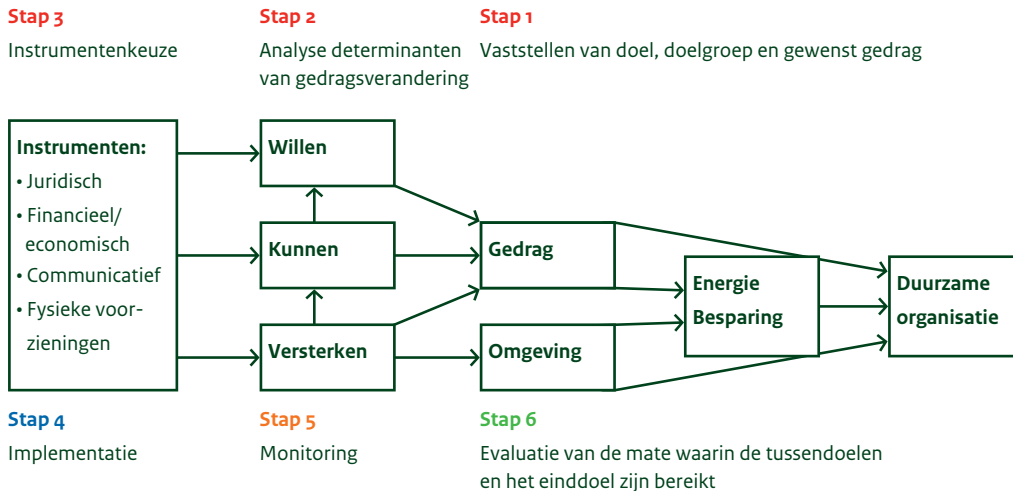 Stap 3
Instrumentenkeuze
Stap 2
Analyse determinanten
van gedragsverandering
Stap 1
Vaststellen van doel, doelgroep en gewenst gedrag
Instrumenten:
• Juridisch
• Financieel/
economisch
• Communicatief
• Fysieke voor-
zieningen
Willen
Kunnen
Versterken
Gedrag
Omgeving
Energie
Besparing
Duurzame
organisatie
Stap 4
Implementatie
Stap 5
Monitoring
Stap 6
Evaluatie van de mate waarin de tussendoelen
en het einddoel zijn bereikt